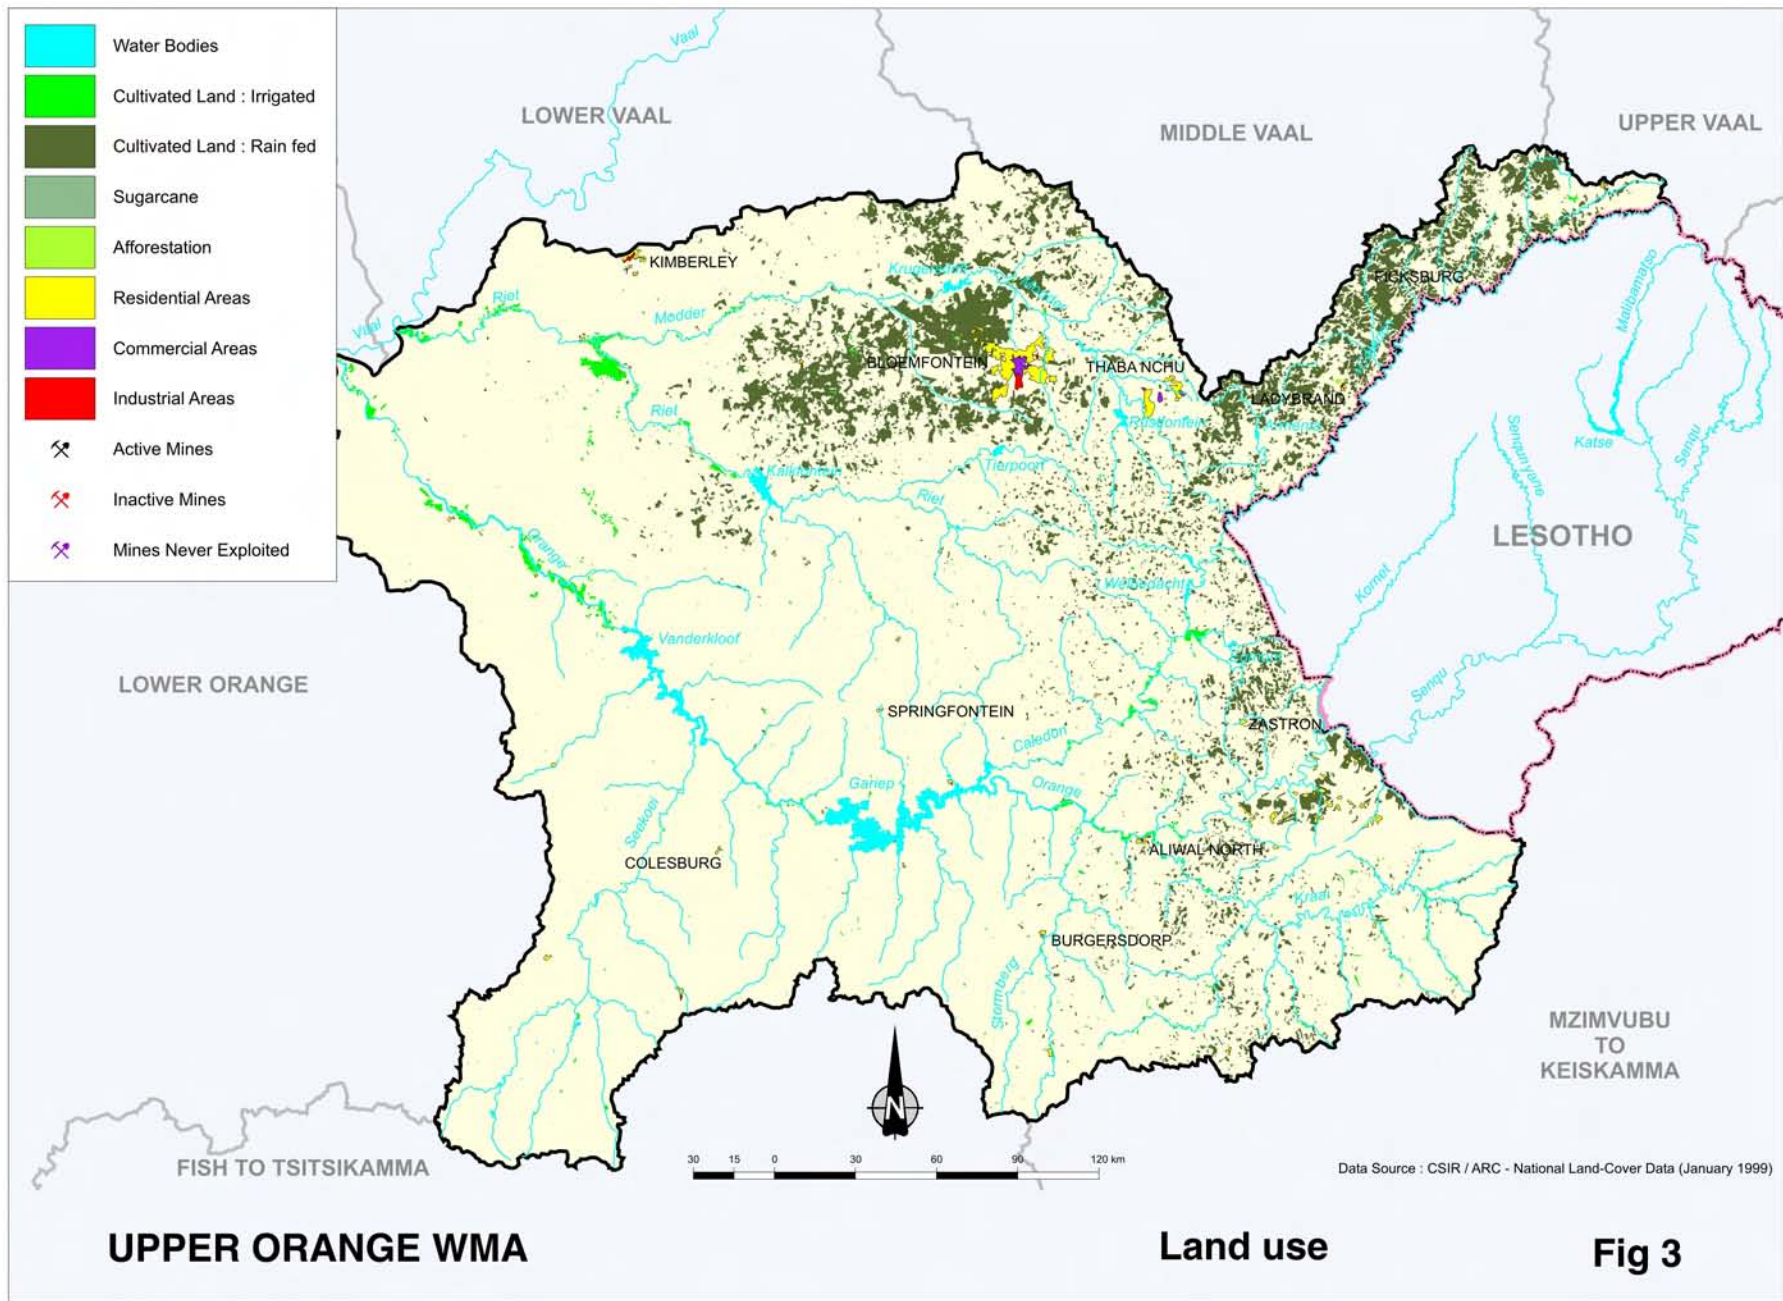 Water Bodies
Cultivated Land : Irrigated
Cultivated Land : Rain fed
Sugarcane
Afforestation
Residential Areas
Commercial Areas
Industrial Areas
Active Mines
Inactive Mines
Mines Never Exploited
Vaal
LOWER VAAL
MIDDLE VAAL
UPPER VAAL
KIMBERLEY
FICKSBURG
Malibamatso
Riet
Modder
Vaal
BLOEMFONTEIN
THABA NCHU
LADYBRAND
Riet
Rustfontein
Katse
Senqu
Senqunyane
Kalkfontein
Tierpoort
Riet
LESOTHO
Orange
Welbedacht
Kornet
Vanderkloof
LOWER ORANGE
Senqu
SPRINGFONTEIN
ZASTRON
Caledon
Gariep
Orange
Seekoei
COLESBURG
ALIWAL NORTH
Kraai
BURGERSDORP
Stormberg
MZIMVUBU
TO
KEISKAMMA
N
FISH TO TSITSIKAMMA
30 15 0 30 60 90 120 km
Data Source : CSIR / ARC - National Land-Cover Data (January 1999)
UPPER ORANGE WMA
Land use
Fig 3